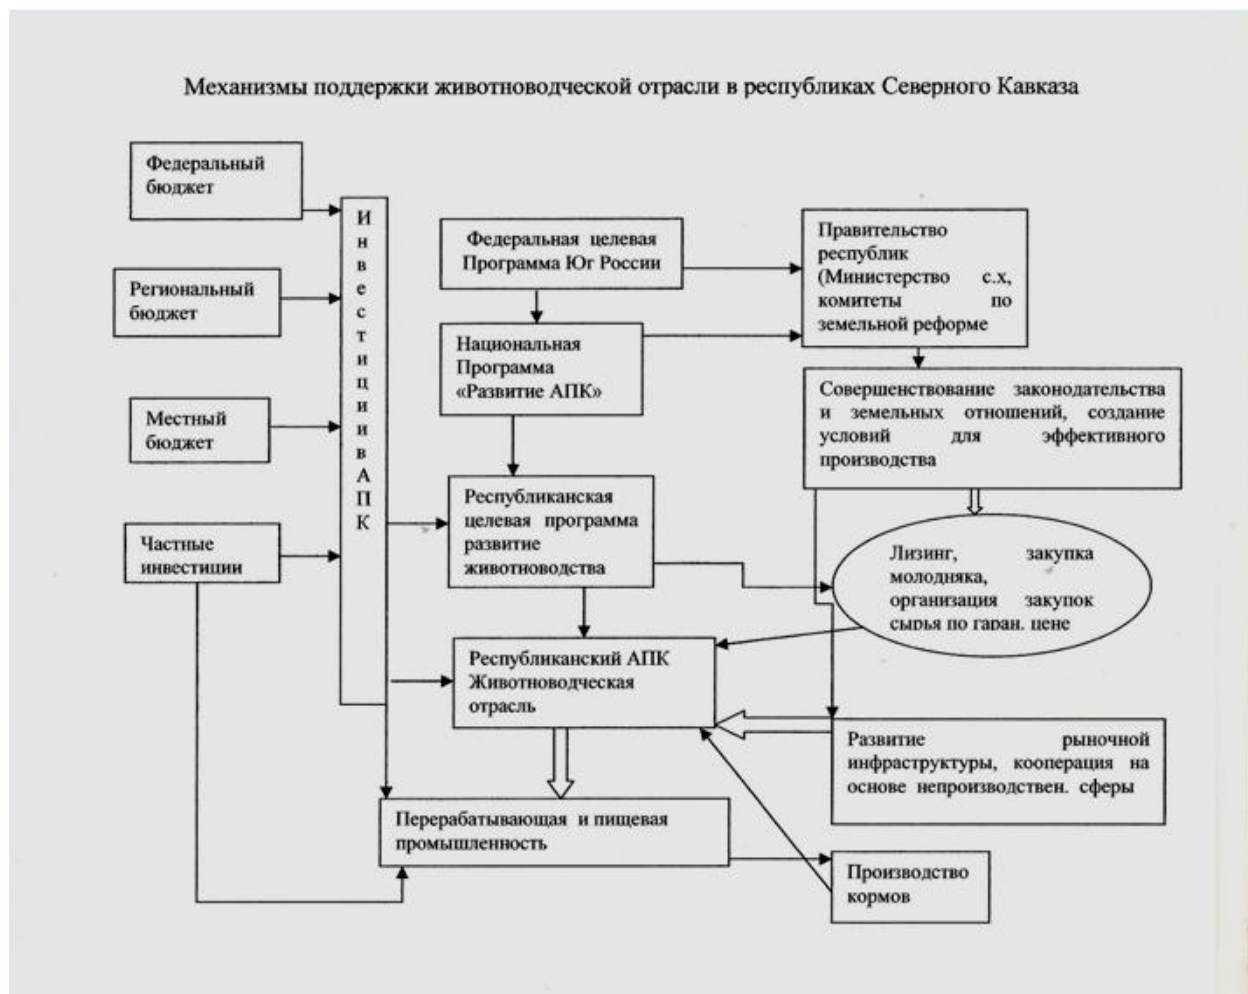 Механизмы поддержки животноводческой отрасли в республиках Северного Кавказа
Федеральный
бюджет
Региональный
бюджет
Местный
бюджет
Частные
инвестиции
И
н
в
е
с
т
и
ц
и
и
в
А
П
К
Федеральная целевая
Программа Юг России
Национальная
Программа
«Развитие АПК»
Республиканская
целевая программа
развитие
животноводства
Республиканский АПК
Животноводческая
отрасль
Перерабатывающая и пищевая
промышленность
Правительство
республик
(Министерство с.х,
комитеты по
земельной реформе
Совершенствование законодательства
и земельных отношений, создание
условий для эффективного
производства
Лизинг, закупка
молодняка,
организация закупок
сырья по гаран. цене
Развитие рыночной
инфраструктуры, кооперация на
основе непроизводствен. сферы
Производство
кормов